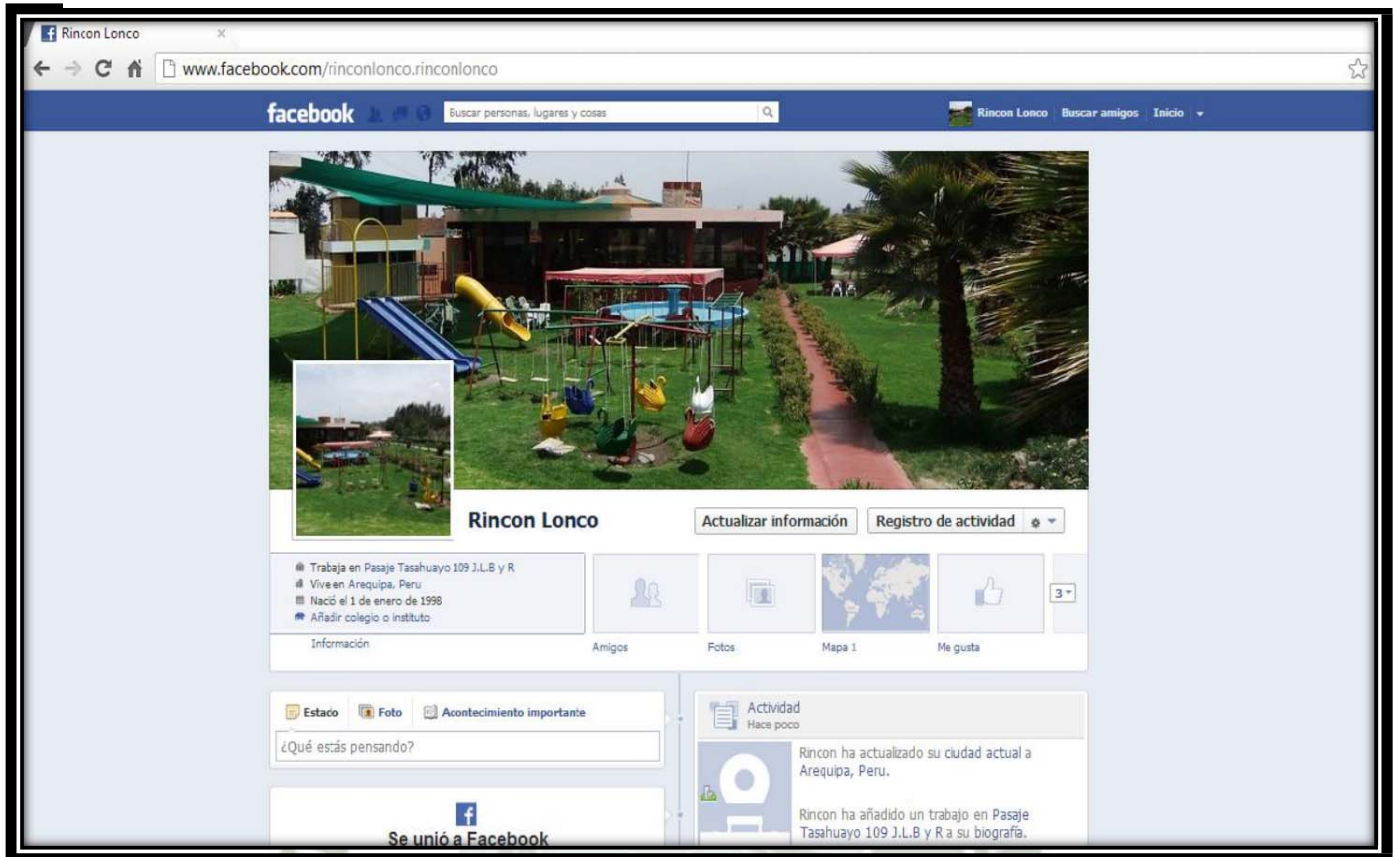 Rincon Lonco
www.facebook.com/rinconlonco.rinconlonco
facebook
Buscar personas, lugares y cosas
Rincon Lonco
Buscar amigos
Inicio
Rincon Lonco
Actualizar información
Registro de actividad
Trabaja en Pasaje Tasahuayo 109 J.L.B y R
Vive en Arequipa, Peru
Nació el 1 de enero de 1998
Añadir colegio o instituto
Información
Amigos
Fotos
Mapa 1
Me gusta
3
Estado
Foto
Acontecimiento importante
¿Qué estás pensando?
Se unió a Facebook
Actividad
Hace poco
Rincon ha actualizado su ciudad actual a
Arequipa, Peru.
Rincon ha añadido un trabajo en Pasaje
Tasahuayo 109 J.L.B y R a su biografía.